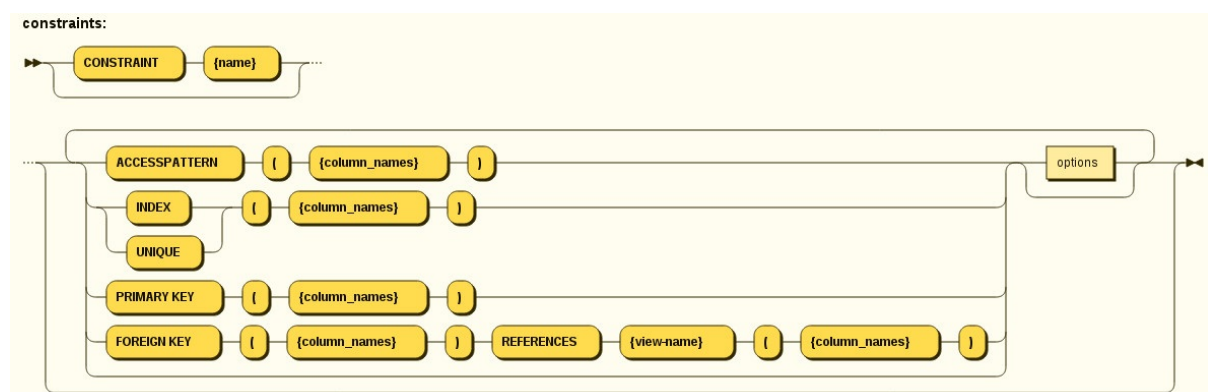 constraints:
CONSTRAINT {name}
ACCESSPATTERN ( {column_names} ) options
INDEX ( {column_names} )
UNIQUE
PRIMARY KEY ( {column_names} )
FOREIGN KEY ( {column_names} ) REFERENCES {view-name} ( {column_names} )